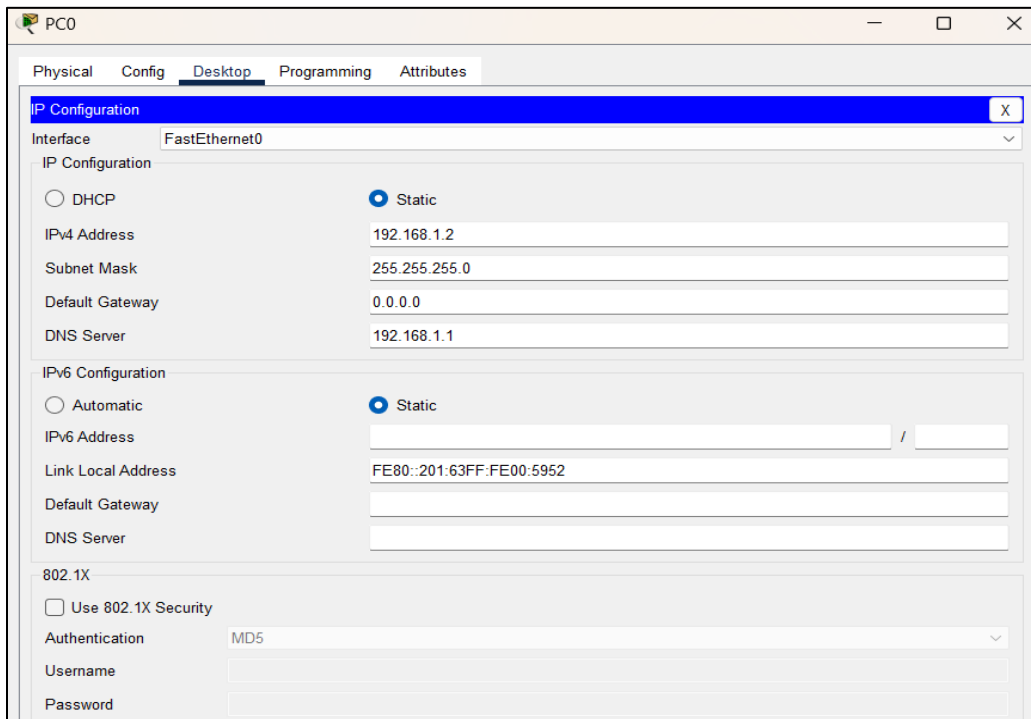 PC0
Physical Config Desktop Programming Attributes
IP Configuration X
Interface FastEthernet0
IP Configuration
DHCP Static
IPv4 Address 192.168.1.2
Subnet Mask 255.255.255.0
Default Gateway 0.0.0.0
DNS Server 192.168.1.1
IPv6 Configuration
Automatic Static
IPv6 Address /
Link Local Address FE80::201:63FF:FE00:5952
Default Gateway
DNS Server
802.1X
Use 802.1X Security
Authentication MD5
Username
Password